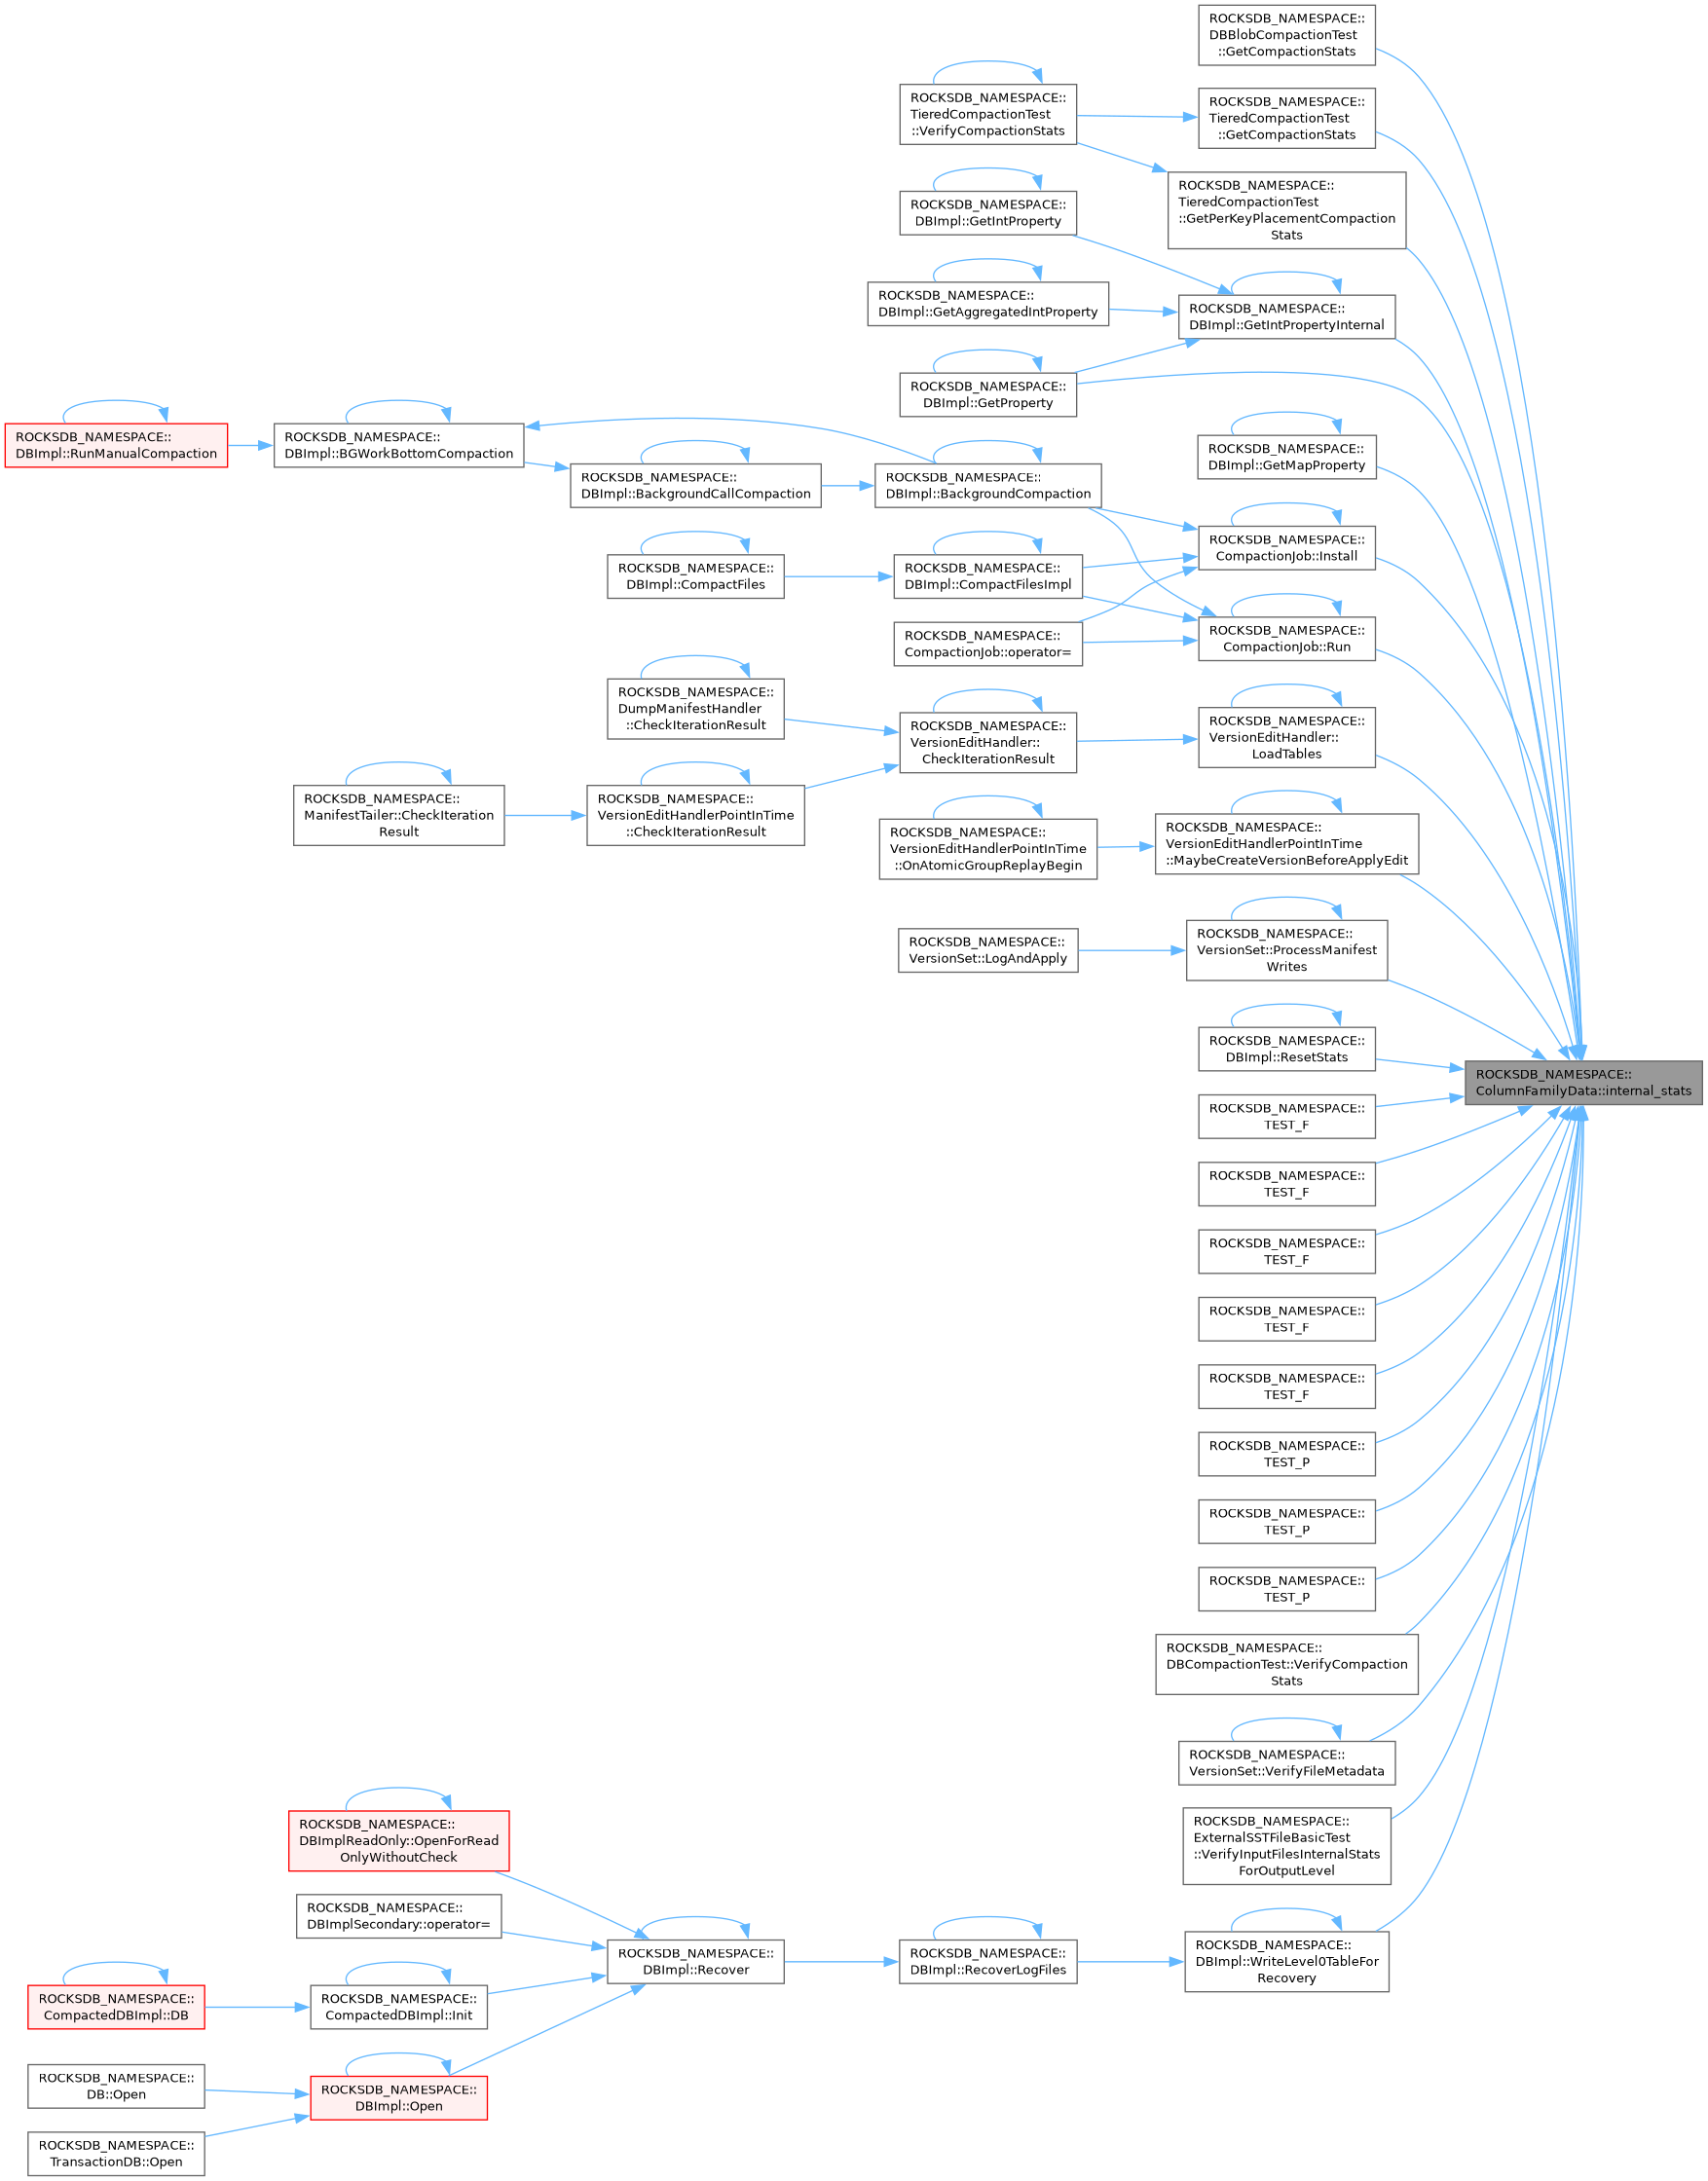 ROCKSDB_NAMESPACE::
DBBlobCompactionTest
::GetCompactionStats
ROCKSDB_NAMESPACE::
TieredCompactionTest
::VerifyCompactionStats
ROCKSDB_NAMESPACE::
TieredCompactionTest
::GetCompactionStats
ROCKSDB_NAMESPACE::
TieredCompactionTest
::GetPerKeyPlacementCompaction
Stats
ROCKSDB_NAMESPACE::
DBImpl::GetIntProperty
ROCKSDB_NAMESPACE::
DBImpl::GetAggregatedIntProperty
ROCKSDB_NAMESPACE::
DBImpl::GetIntPropertyInternal
ROCKSDB_NAMESPACE::
DBImpl::GetProperty
ROCKSDB_NAMESPACE::
DBImpl::RunManualCompaction
ROCKSDB_NAMESPACE::
DBImpl::BGWorkBottomCompaction
ROCKSDB_NAMESPACE::
DBImpl::BackgroundCallCompaction
ROCKSDB_NAMESPACE::
DBImpl::BackgroundCompaction
ROCKSDB_NAMESPACE::
DBImpl::GetMapProperty
ROCKSDB_NAMESPACE::
CompactionJob::Install
ROCKSDB_NAMESPACE::
DBImpl::CompactFiles
ROCKSDB_NAMESPACE::
DBImpl::CompactFilesImpl
ROCKSDB_NAMESPACE::
CompactionJob::operator=
ROCKSDB_NAMESPACE::
CompactionJob::Run
ROCKSDB_NAMESPACE::
DumpManifestHandler
::CheckIterationResult
ROCKSDB_NAMESPACE::
VersionEditHandler::
CheckIterationResult
ROCKSDB_NAMESPACE::
VersionEditHandler::
LoadTables
ROCKSDB_NAMESPACE::
ManifestTailer::CheckIteration
Result
ROCKSDB_NAMESPACE::
VersionEditHandlerPointInTime
::CheckIterationResult
ROCKSDB_NAMESPACE::
VersionEditHandlerPointInTime
::OnAtomicGroupReplayBegin
ROCKSDB_NAMESPACE::
VersionEditHandlerPointInTime
::MaybeCreateVersionBeforeApplyEdit
ROCKSDB_NAMESPACE::
VersionSet::LogAndApply
ROCKSDB_NAMESPACE::
VersionSet::ProcessManifest
Writes
ROCKSDB_NAMESPACE::
DBImpl::ResetStats
ROCKSDB_NAMESPACE::
ColumnFamilyData::internal_stats
ROCKSDB_NAMESPACE::
TEST_F
ROCKSDB_NAMESPACE::
TEST_F
ROCKSDB_NAMESPACE::
TEST_F
ROCKSDB_NAMESPACE::
TEST_F
ROCKSDB_NAMESPACE::
TEST_F
ROCKSDB_NAMESPACE::
TEST_P
ROCKSDB_NAMESPACE::
TEST_P
ROCKSDB_NAMESPACE::
TEST_P
ROCKSDB_NAMESPACE::
DBCompactionTest::VerifyCompaction
Stats
ROCKSDB_NAMESPACE::
VersionSet::VerifyFileMetadata
ROCKSDB_NAMESPACE::
ExternalSSTFileBasicTest
::VerifyInputFilesInternalStats
ForOutputLevel
ROCKSDB_NAMESPACE::
DBImplReadOnly::OpenForRead
OnlyWithoutCheck
ROCKSDB_NAMESPACE::
DBImplSecondary::operator=
ROCKSDB_NAMESPACE::
DBImpl::Recover
ROCKSDB_NAMESPACE::
DBImpl::RecoverLogFiles
ROCKSDB_NAMESPACE::
DBImpl::WriteLevel0TableFor
Recovery
ROCKSDB_NAMESPACE::
CompactedDBImpl::DB
ROCKSDB_NAMESPACE::
CompactedDBImpl::Init
ROCKSDB_NAMESPACE::
DB::Open
ROCKSDB_NAMESPACE::
DBImpl::Open
ROCKSDB_NAMESPACE::
TransactionDB::Open